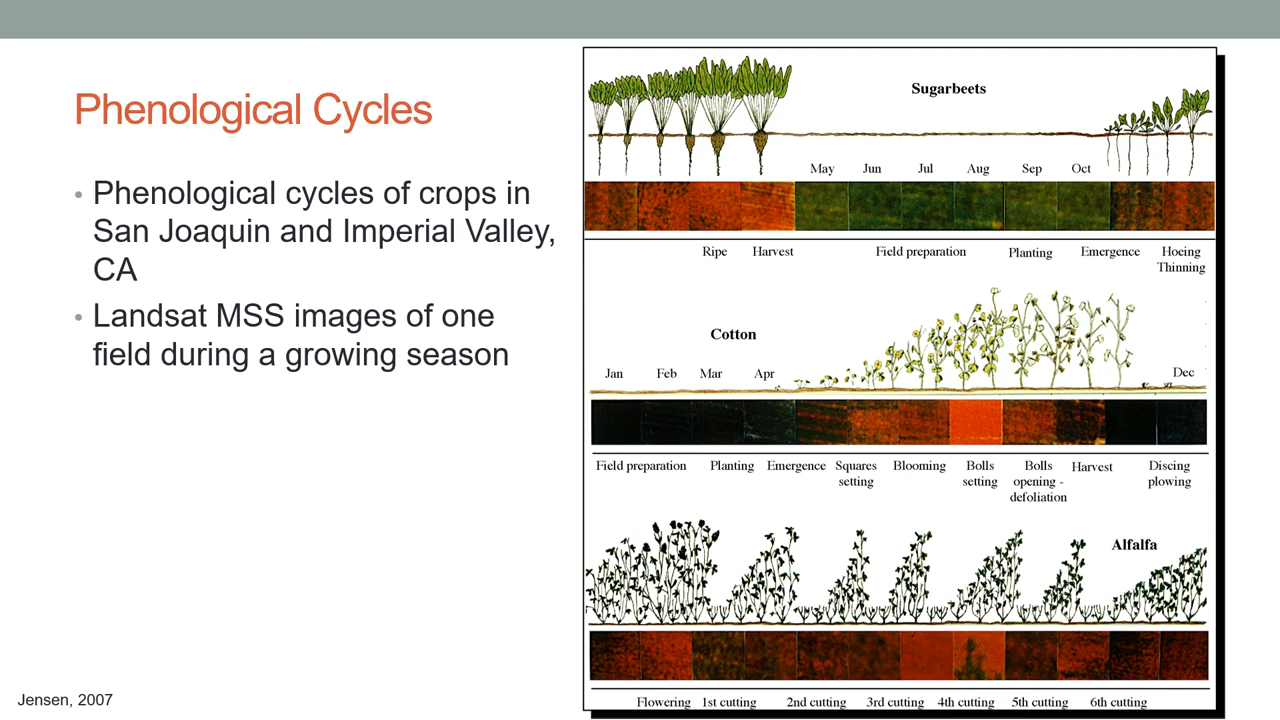 Phenological Cycles
• Phenological cycles of crops in
San Joaquin and Imperial Valley,
CA
• Landsat MSS images of one
field during a growing season
Jensen, 2007
Sugarbeets
May Jun Jul Aug Sep Oct
Ripe Harvest Field preparation Planting Emergence Hoeing
Thinning
Cotton
Jan Feb Mar Apr Dec
Field preparation Planting Emergence Squares Blooming Bolls Bolls Harvest Discing
setting setting opening - plowing
defoliation
Alfalfa
Flowering 1st cutting 2nd cutting 3rd cutting 4th cutting 5th cutting 6th cutting